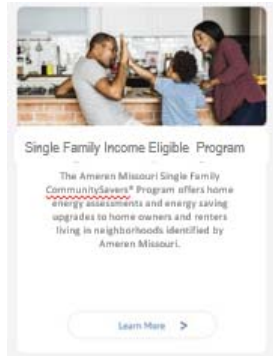 Single Family Income Eligible Program
The Ameren Missouri Single Family
CommunitySavers® Program offers home
energy assessments and energy saving
upgrades to home owners and renters
living in neighborhoods identified by
Ameren Missouri.
Learn More >